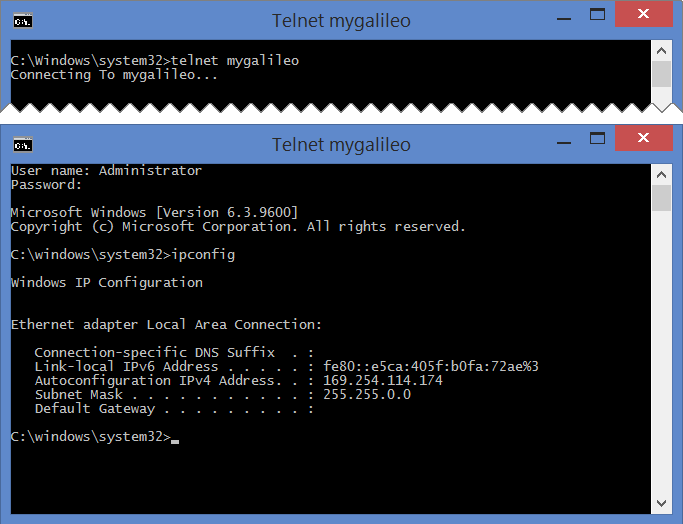 Telnet mygalileo
C:\Windows\system32>telnet mygalileo
Connecting To mygalileo...
Telnet mygalileo
User name: Administrator
Password:
Microsoft Windows [Version 6.3.9600]
Copyright (c) Microsoft Corporation. All rights reserved.
C:\windows\system32>ipconfig
Windows IP Configuration
Ethernet adapter Local Area Connection:
Connection-specific DNS Suffix  . :
Link-local IPv6 Address . . . . . : fe80::e5ca:405f:b0fa:72ae%3
Autoconfiguration IPv4 Address. . : 169.254.114.174
Subnet Mask . . . . . . . . . . . : 255.255.0.0
Default Gateway . . . . . . . . . :
C:\windows\system32>